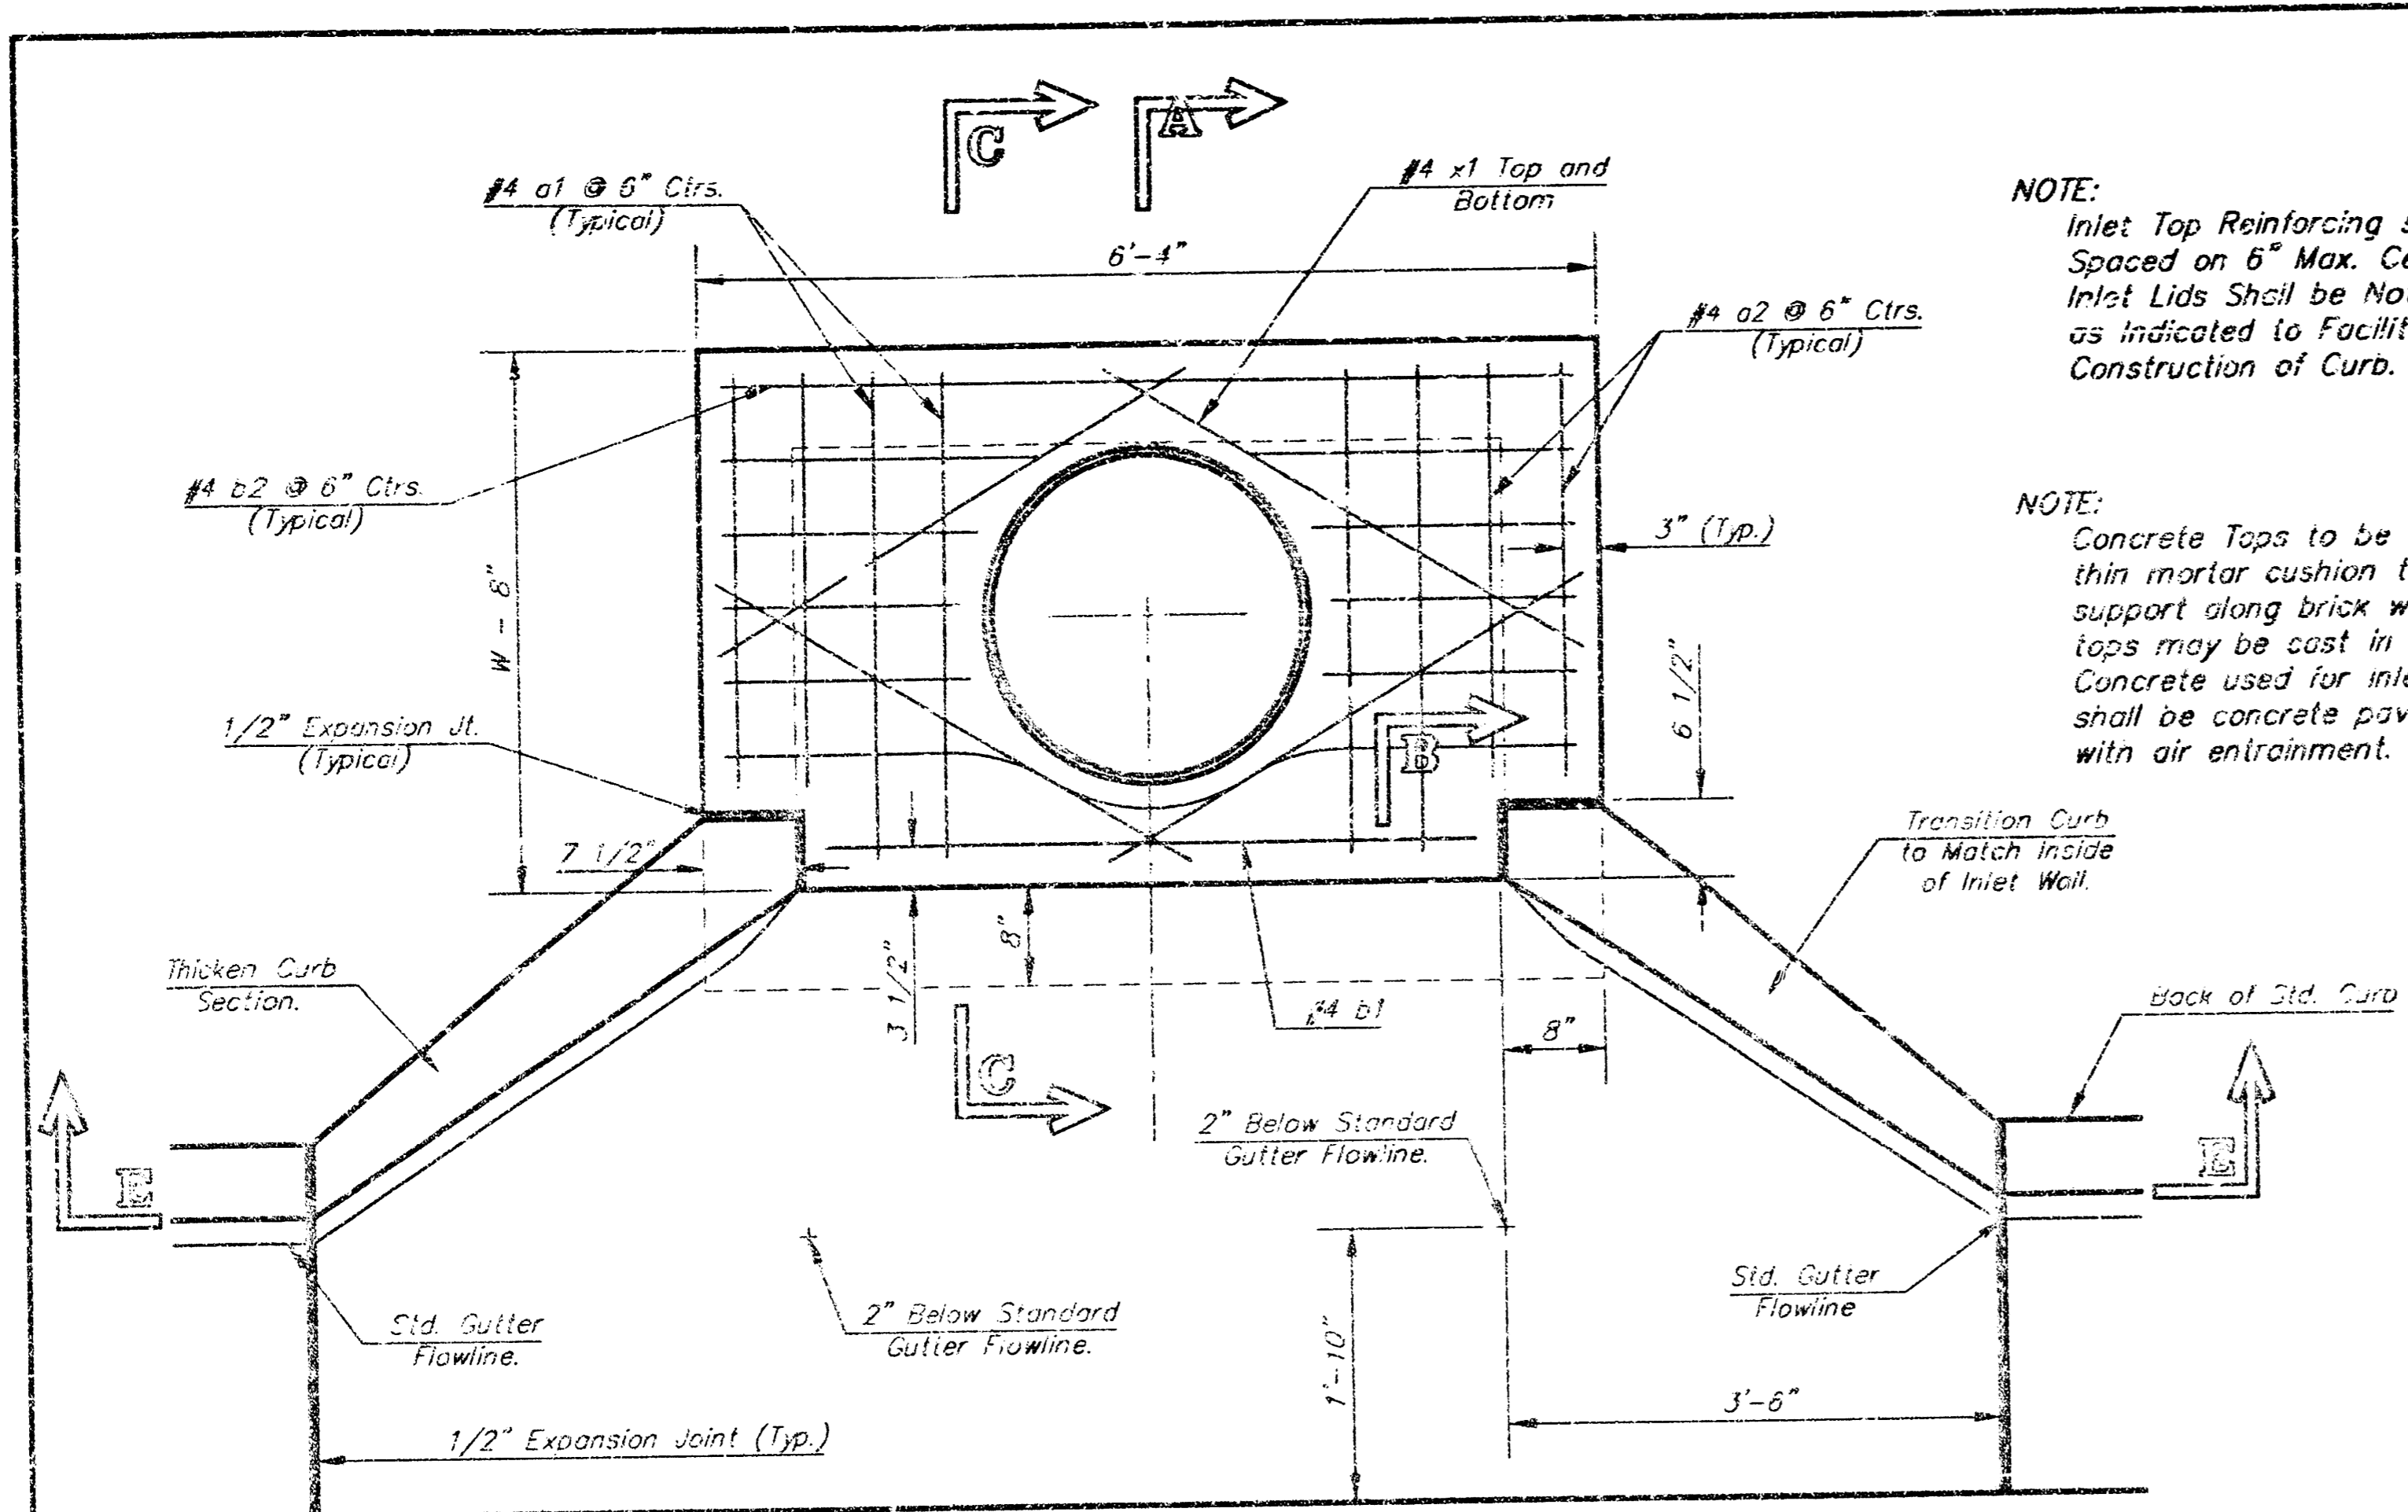 C
A
#4 a1 @ 6" Ctrs.
(Typical)
#4 x1 Top and
Bottom
6'-4"
#4 a2 @ 6" Ctrs.
(Typical)
NOTE:
Inlet Top Reinforcing
Spaced on 6" Max.
Inlet Lids Shall be
as Indicated to
Construction of Curb.
#4 b2 @ 6" Ctrs.
(Typical)
W - 8"
3" (Typ.)
NOTE:
Concrete Tops to be
thin mortar cushion
support along brick
tops may be cast in
Concrete used for
shall be concrete
with air entrainment.
1/2" Expansion Jt.
(Typical)
6 1/2"
B
7 1/2"
Transition Curb
to Match Inside
of Inlet Wall.
Thicken Curb
Section.
3 1/2"
8"
#4 b1
8"
Back of Std. Curb
C
E
2" Below Standard
Gutter Flowline.
E
Std. Gutter
Flowline.
2" Below Standard
Gutter Flowline.
Std. Gutter
Flowline
1'-10"
3'-6"
1/2" Expansion Joint (Typ.)